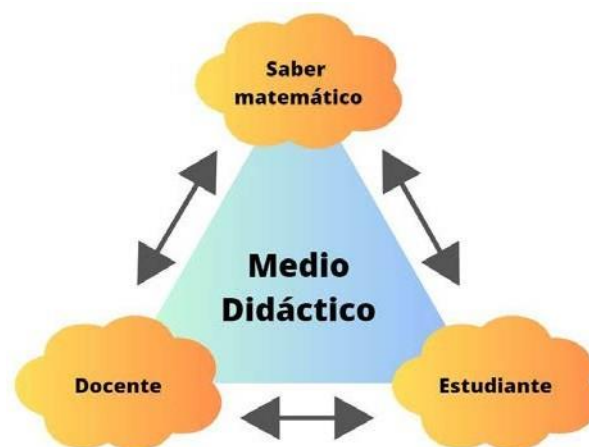 Saber
matemático
Medio
Didáctico
Docente
Estudiante